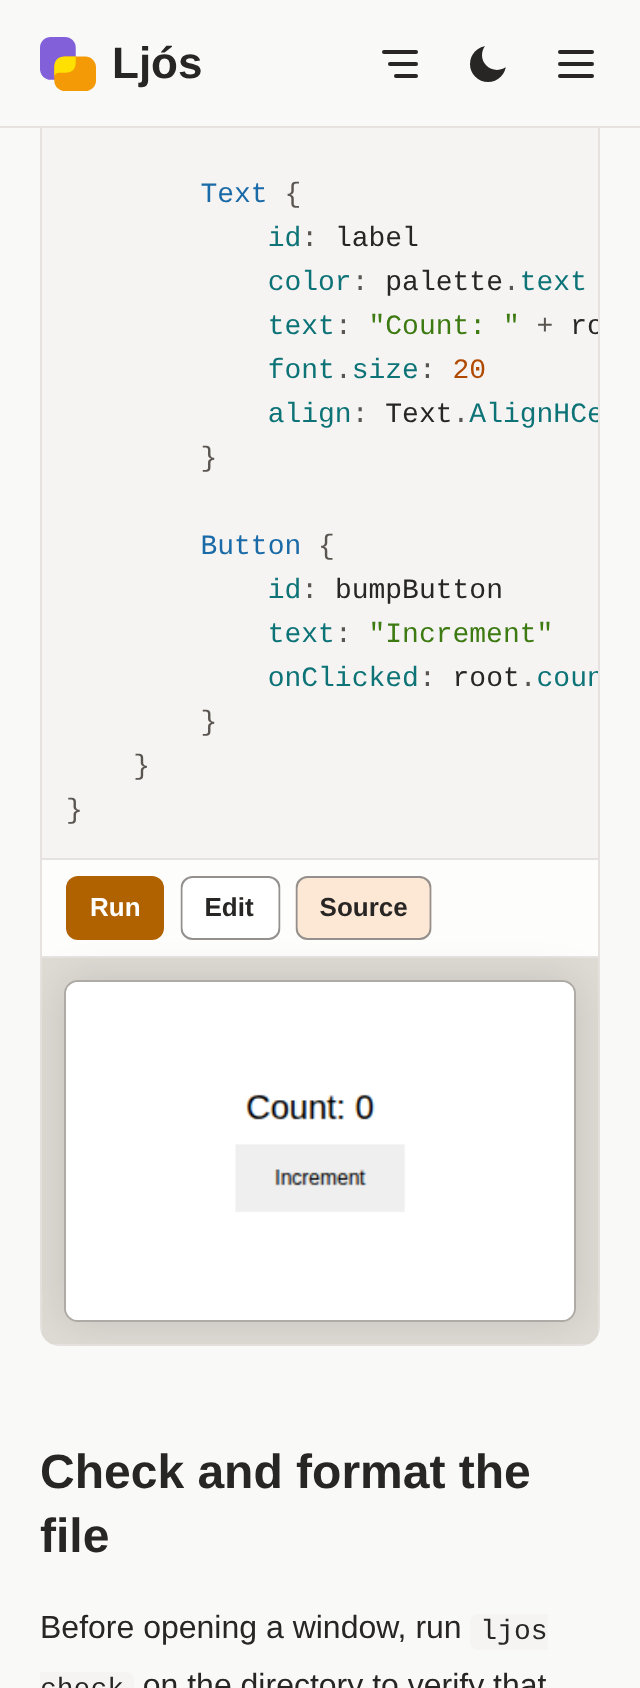 Ljós
Text {
id: label
color: palette.text
text: "Count: " + ro
font.size: 20
align: Text.AlignHCe
}
Button {
id: bumpButton
text: "Increment"
onClicked: root.coun
}
}
}
Run Edit Source
Count: 0
Increment
Check and format the
file
Before opening a window, run ljos
check on the directory to verify that